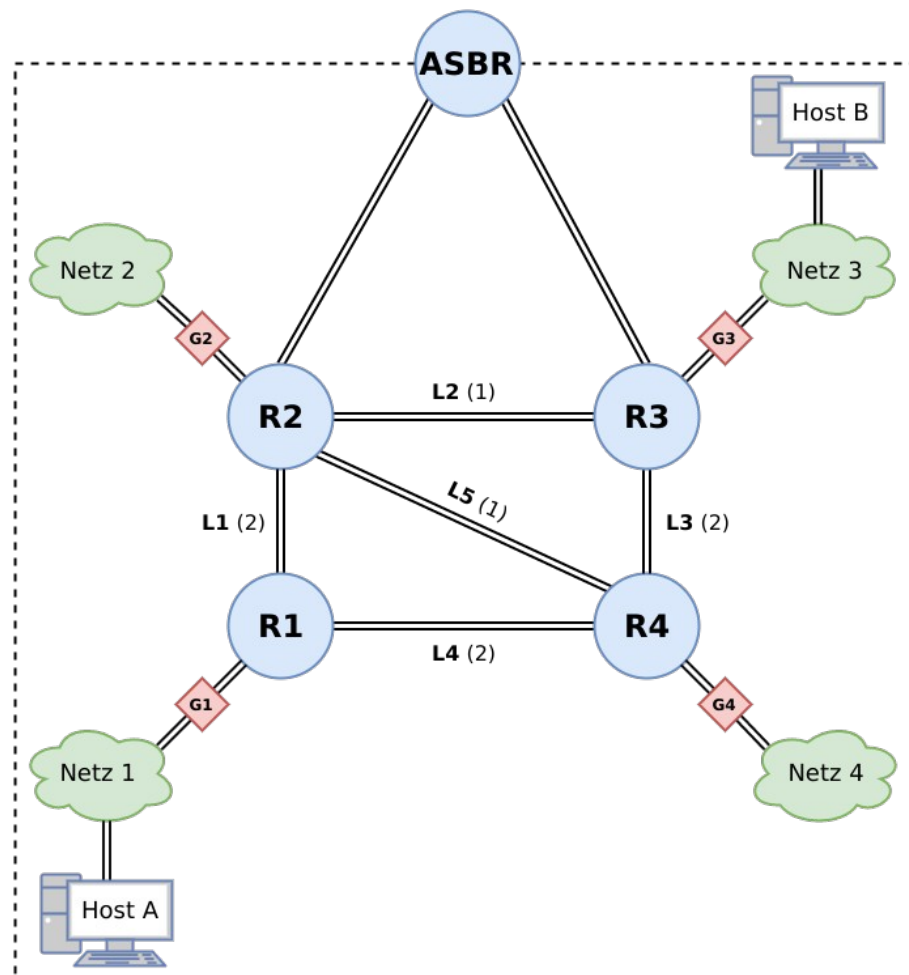 ASBR
Host B
Netz 2
Netz 3
G2
G3
L2 (1)
R2
R3
L5 (1)
L1 (2)
L3 (2)
R1
R4
L4 (2)
G1
G4
Netz 1
Netz 4
Host A